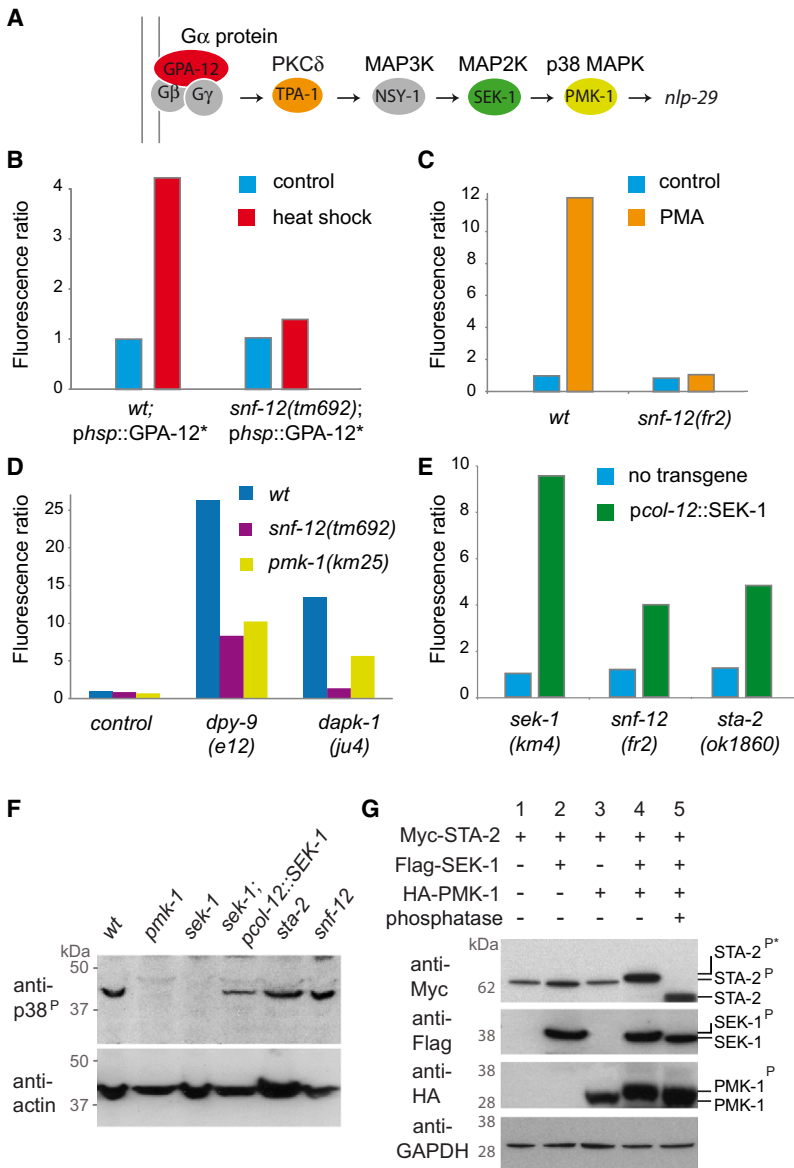 A
Gα protein
GPA-12
Gβ
Gγ
PKCδ
TPA-1
MAP3K
NSY-1
MAP2K
SEK-1
p38 MAPK
PMK-1
nlp-29
B
Fluorescence ratio
4
3
2
1
0
control
heat shock
wt;
phsp::GPA-12*
snf-12(tm692);
phsp::GPA-12*
C
Fluorescence ratio
12
10
8
6
4
2
0
control
PMA
wt
snf-12(fr2)
D
Fluorescence ratio
25
20
15
10
5
0
wt
snf-12(tm692)
pmk-1(km25)
control
dpy-9
(e12)
dapk-1
(ju4)
E
Fluorescence ratio
10
8
6
4
2
0
no transgene
pcol-12::SEK-1
sek-1
(km4)
snf-12
(fr2)
sta-2
(ok1860)
F
wt
pmk-1
sek-1
sek-1;
pcol-12::SEK-1
sta-2
snf-12
kDa
50
37
anti-
p38P
50
37
anti-
actin
G
1 2 3 4 5
Myc-STA-2 + + + + +
Flag-SEK-1 - + - + +
HA-PMK-1 - - + + +
phosphatase - - - - +
kDa
anti-
Myc
62
STA-2P*
STA-2P
STA-2
anti-
Flag
38
SEK-1P
SEK-1
anti-
HA
38
28
PMK-1P
PMK-1
anti-
GAPDH
38
28